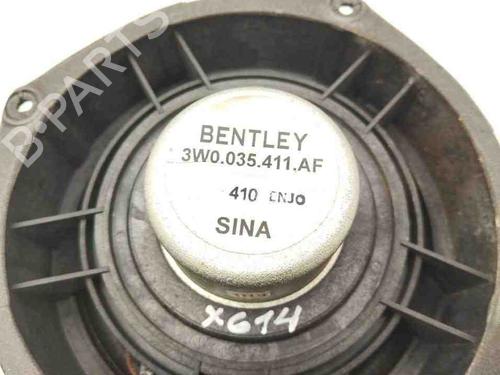 B-PARTS
BENTLEY
3W0.035.411.AF
410 ENJO
SINA
X614